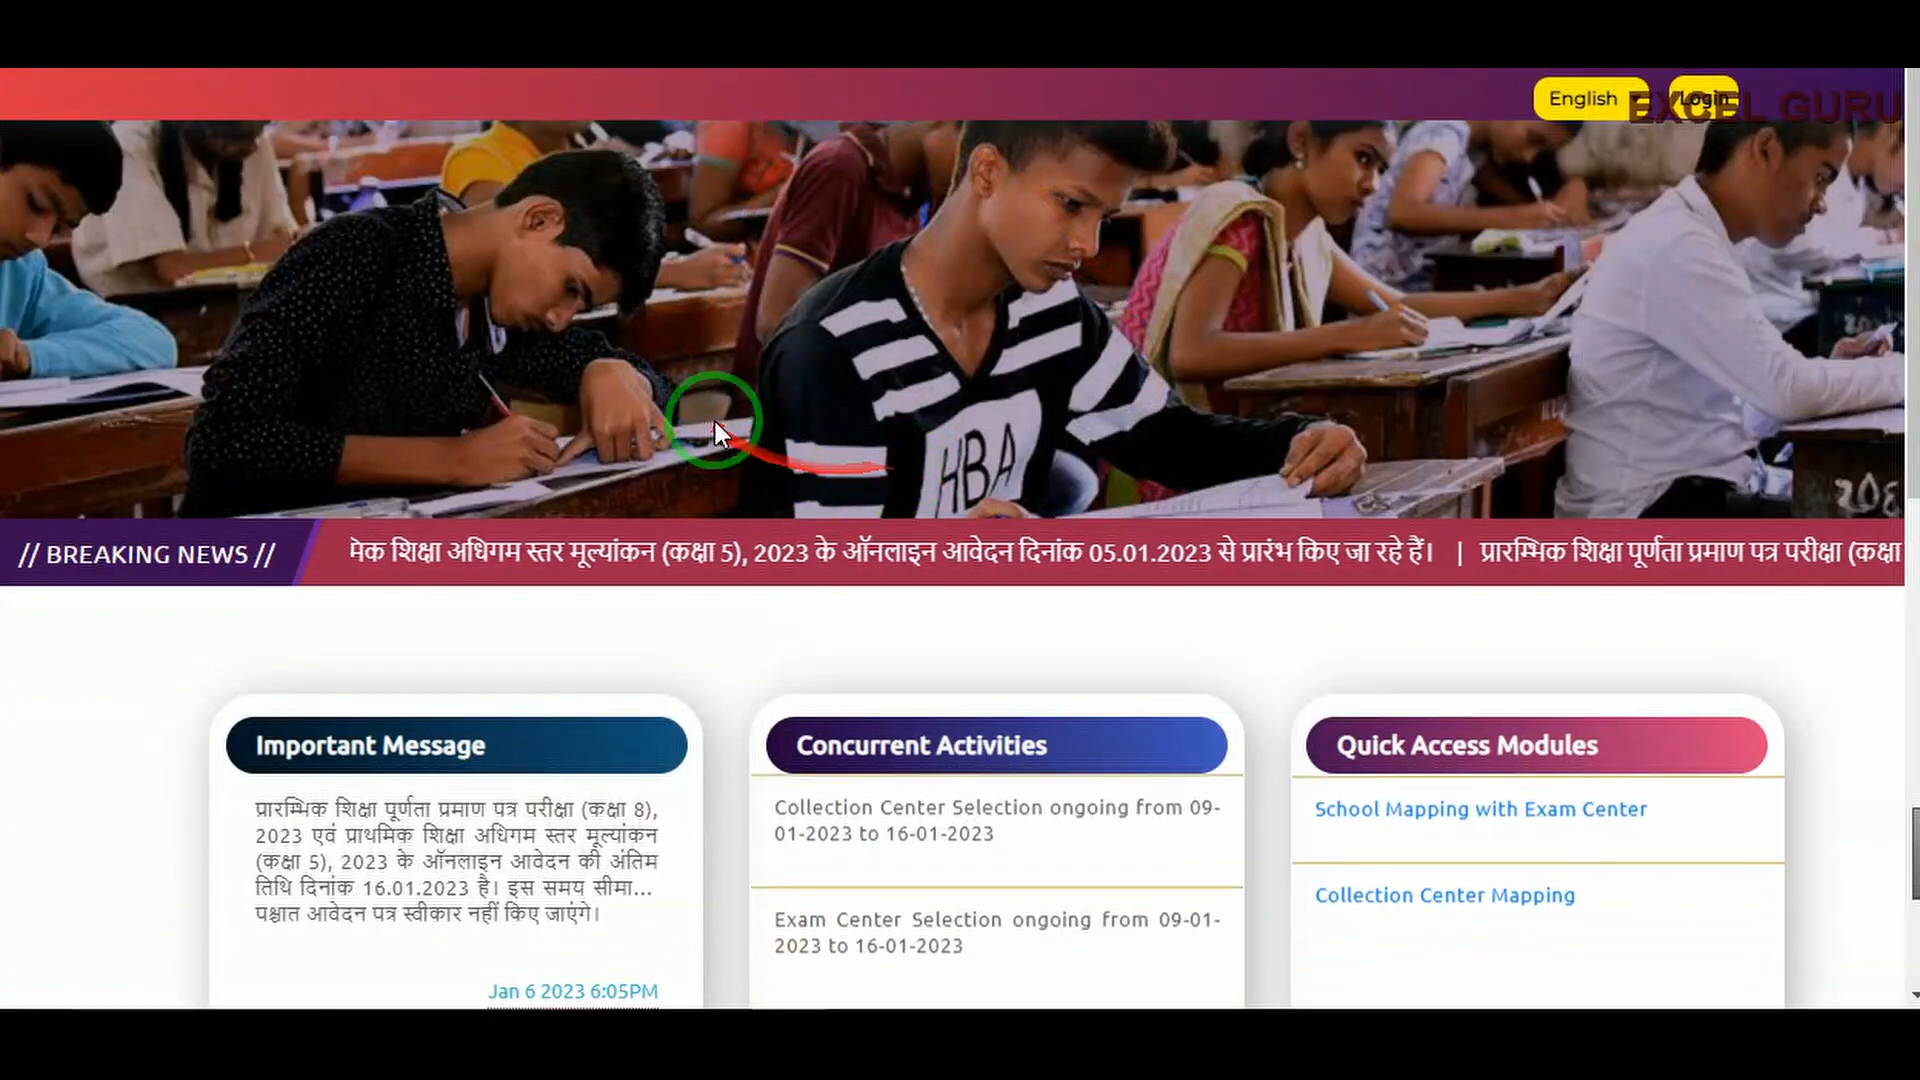 English
Login
EXCEL GURU
HBA
// BREAKING NEWS //
मिक शिक्षा अधिगम स्तर मूल्यांकन (कक्षा 5), 2023 के ऑनलाइन आवेदन दिनांक 05.01.2023 से प्रारंभ किए जा रहे हैं। | प्रारम्भिक शिक्षा पूर्णता प्रमाण पत्र परीक्षा (कक्षा
Important Message
प्रारम्भिक शिक्षा पूर्णता प्रमाण पत्र परीक्षा (कक्षा 8),
2023 एवं प्राथमिक शिक्षा अधिगम स्तर मूल्यांकन
(कक्षा 5), 2023 के ऑनलाइन आवेदन की अंतिम
तिथि दिनांक 16.01.2023 है। इस समय सीमा...
पश्चात आवेदन पत्र स्वीकार नहीं किए जाएंगे।
Jan 6 2023 6:05PM
Concurrent Activities
Collection Center Selection ongoing from 09-
01-2023 to 16-01-2023
Exam Center Selection ongoing from 09-01-
2023 to 16-01-2023
Quick Access Modules
School Mapping with Exam Center
Collection Center Mapping